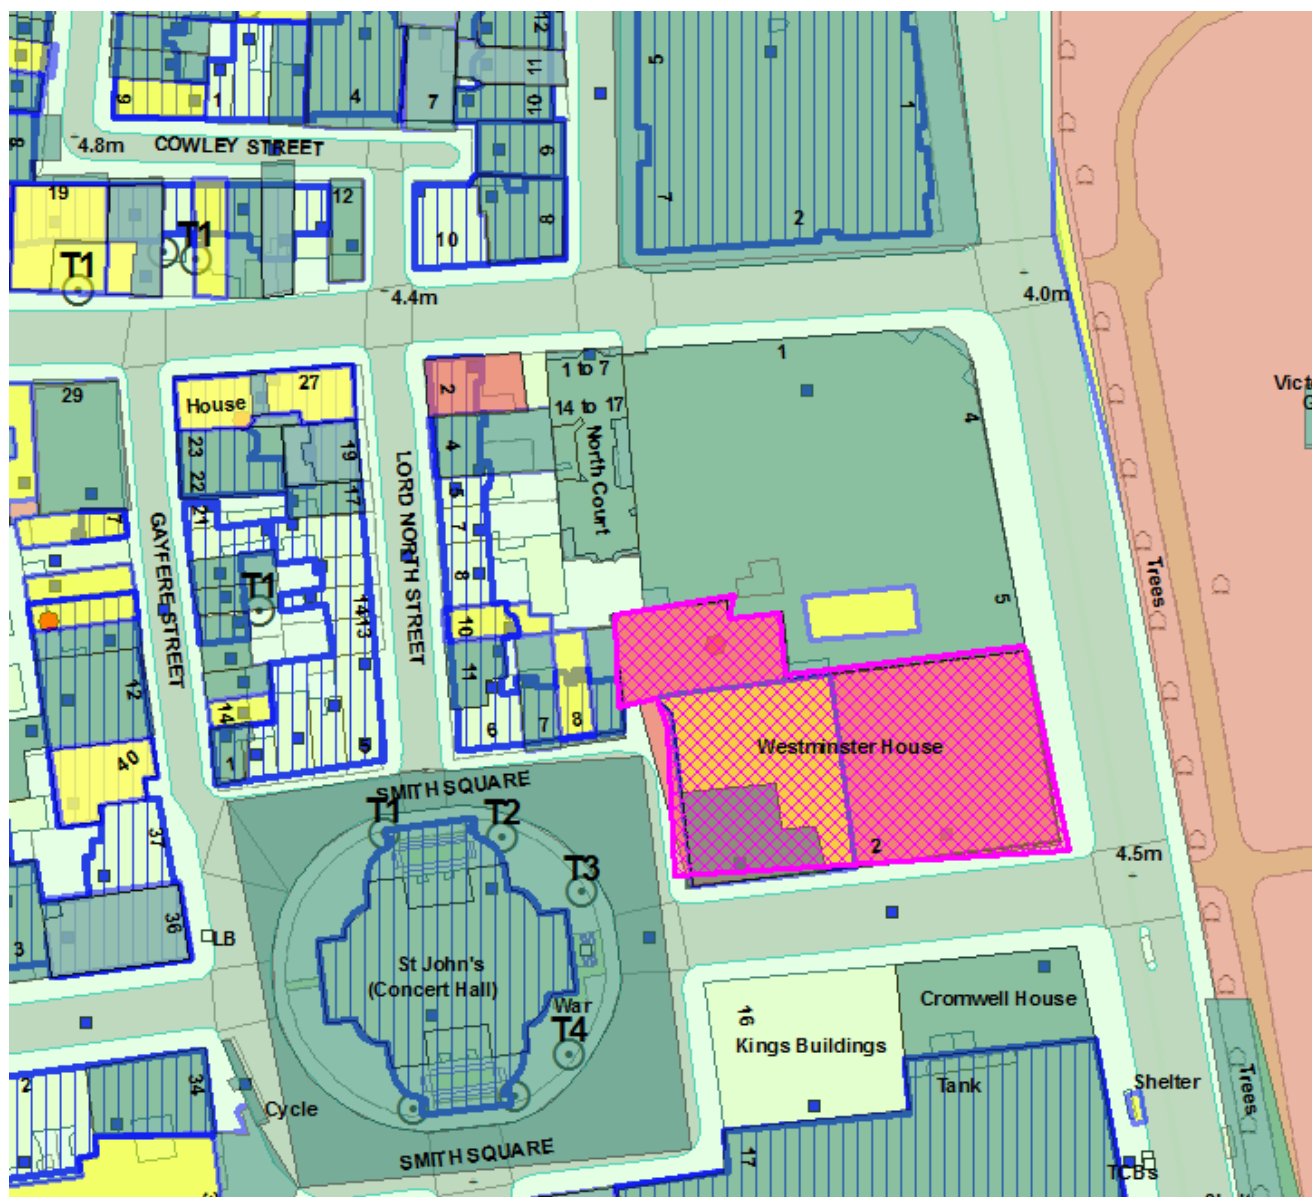 12
11
10
9
8
9
1
4
7
5
1
7
2
8
4.8m
COWLEY STREET
19
12
10
T1
T1
4.4m
4.0m
29
27
House
23
22
21
19
17
2
4
5
7
8
10
11
1 to 7
14 to 17
North Court
1
4
5
Trees
7
GAYFERE STREET
T1
LORD NORTH STREET
14
13
12
14
1
6
7
8
40
37
36
3
Westminster House
2
4.5m
SMITH SQUARE
T1
T2
T3
LB
St John's
(Concert Hall)
War
T4
16
Kings Buildings
Cromwell House
Tank
Shelter
Trees
2
34
Cycle
SMITH SQUARE
17
TCBs